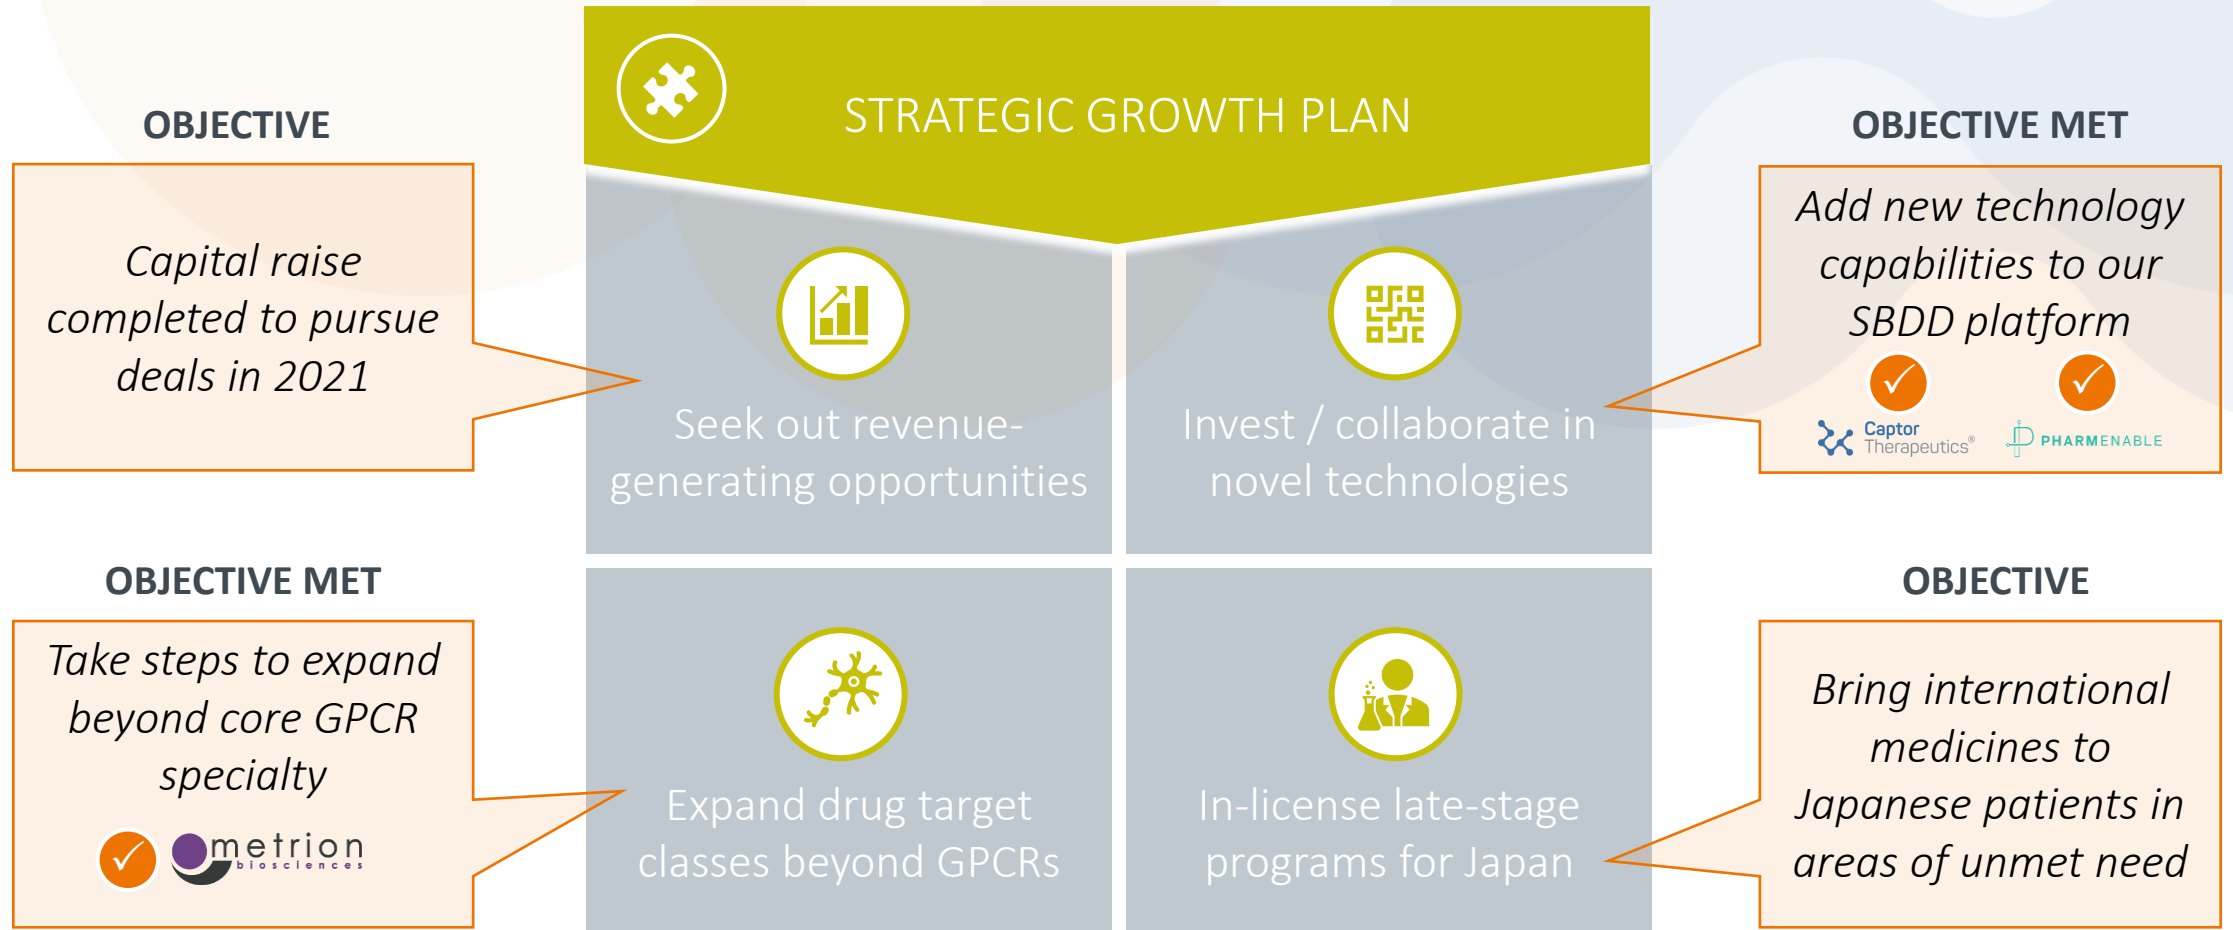 STRATEGIC GROWTH PLAN
OBJECTIVE
Capital raise
completed to pursue
deals in 2021
Seek out revenue-
generating opportunities
OBJECTIVE MET
Add new technology
capabilities to our
SBDD platform
Captor
Therapeutics®
PHARMENABLE
Invest / collaborate in
novel technologies
OBJECTIVE MET
Take steps to expand
beyond core GPCR
specialty
metrion
biosciences
Expand drug target
classes beyond GPCRs
OBJECTIVE
Bring international
medicines to
Japanese patients in
areas of unmet need
In-license late-stage
programs for Japan